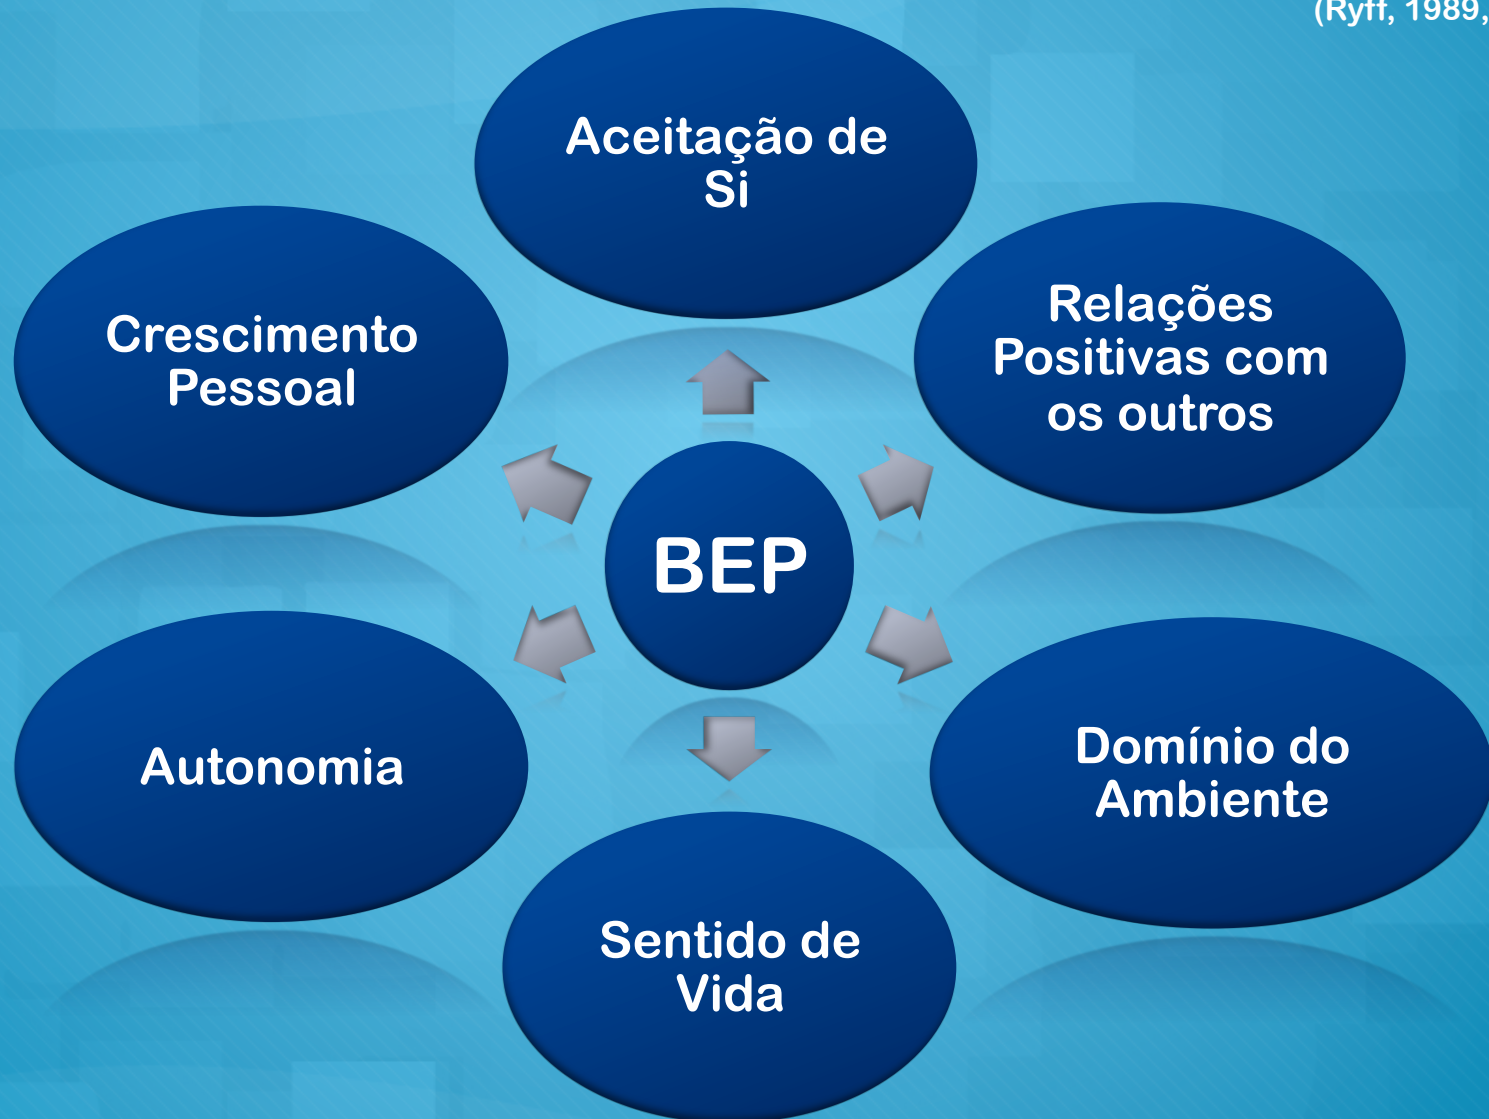 (Ryff, 1989,
Aceitação de
Si
Relações
Positivas com
os outros
Crescimento
Pessoal
BEP
Autonomia
Domínio do
Ambiente
Sentido de
Vida